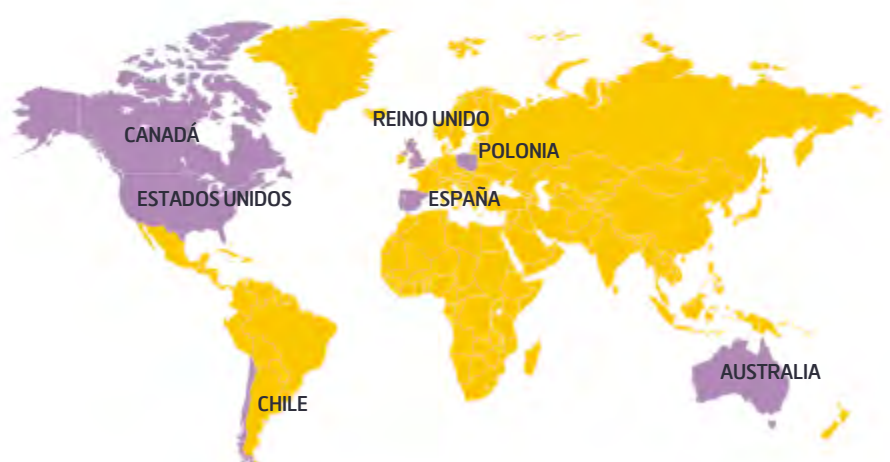 REINO UNIDO
CANADÁ
POLONIA
ESTADOS UNIDOS
ESPAÑA
AUSTRALIA
CHILE